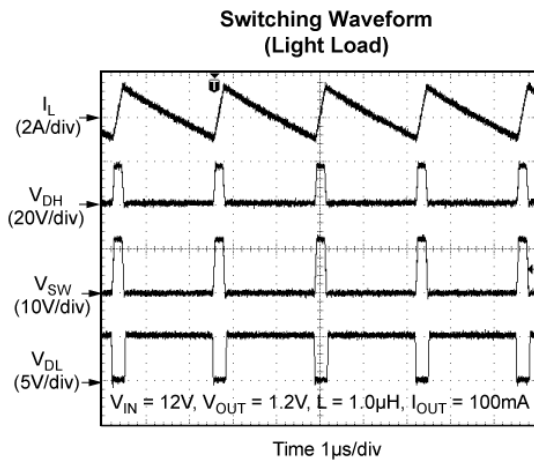 Switching Waveform
(Light Load)
T
I_L
(2A/div)
V_DH
(20V/div)
V_SW
(10V/div)
V_DL
(5V/div)
V_IN = 12V, V_OUT = 1.2V, L = 1.0µH, I_OUT = 100mA
Time 1µs/div